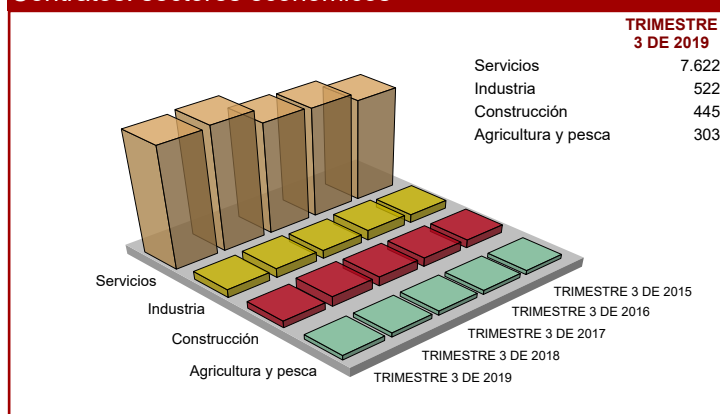 TRIMESTRE
3 DE 2019
Servicios 7.622
Industria 522
Construcción 445
Agricultura y pesca 303
Servicios
Industria
Construcción
Agricultura y pesca
TRIMESTRE 3 DE 2015
TRIMESTRE 3 DE 2016
TRIMESTRE 3 DE 2017
TRIMESTRE 3 DE 2018
TRIMESTRE 3 DE 2019